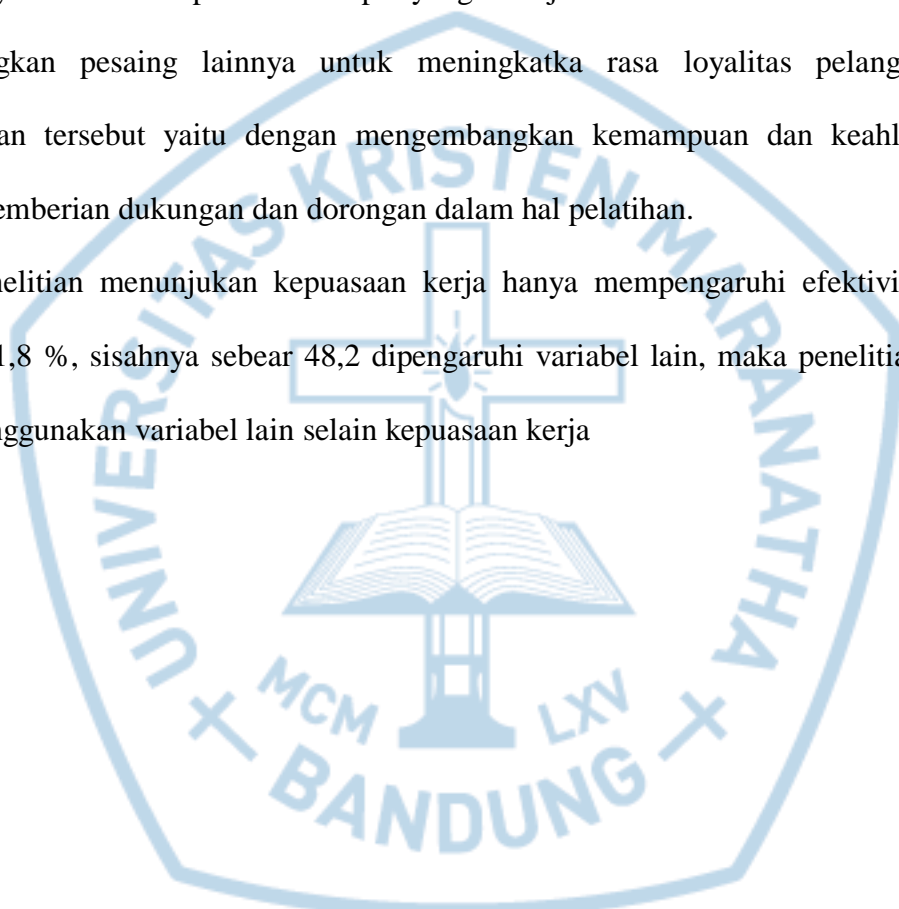 gkan pesaing lainnya untuk meningkatka rasa loyalitas pelang
an tersebut yaitu dengan mengembangkan kemampuan dan keahl
emberian dukungan dan dorongan dalam hal pelatihan.
nelitian menunjukan kepuasaan kerja hanya mempengaruhi efektivi
1,8 %, sisahnya sebear 48,2 dipengaruhi variabel lain, maka penelitia
nggunakan variabel lain selain kepuasaan kerja
UNIVERSITAS KRISTEN MARANATHA
MCM LXV
BANDUNG